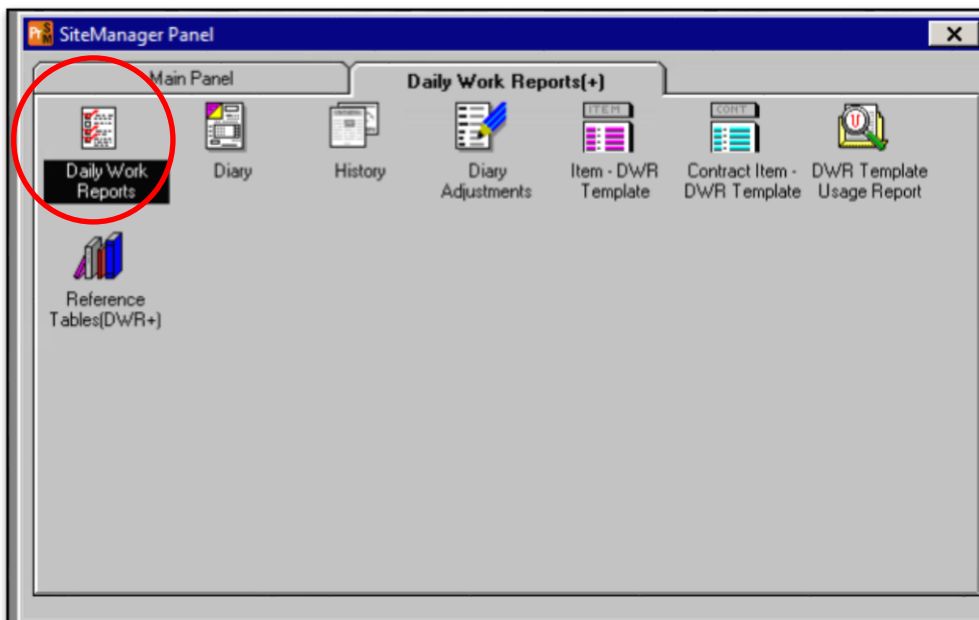 SiteManager Panel
Main Panel
Daily Work Reports(+)
ITEM
CONT
U
Daily Work
Reports
Diary
History
Diary
Adjustments
Item - DWR
Template
Contract Item -
DWR Template
DWR Template
Usage Report
Reference
Tables(DWR+)